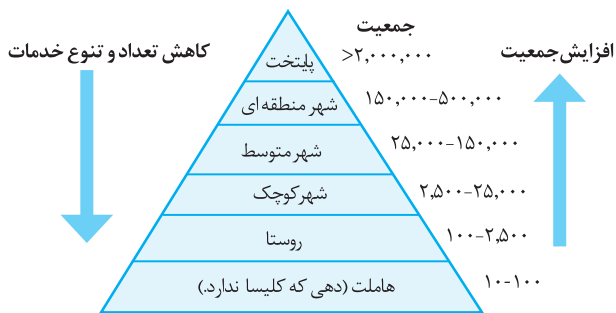 جمعیت
افزایش جمعیت
کاهش تعداد و تنوع خدمات
پایتخت
>۲,۰۰۰,۰۰۰
شهر منطقه ای
۱۵۰,۰۰۰-۵۰۰,۰۰۰
شهر متوسط
۲۵,۰۰۰-۱۵۰,۰۰۰
شهر کوچک
۲,۵۰۰-۲۵,۰۰۰
روستا
۱۰۰-۲,۵۰۰
هاملت (دهی که کلیسا ندارد.)
۱۰-۱۰۰